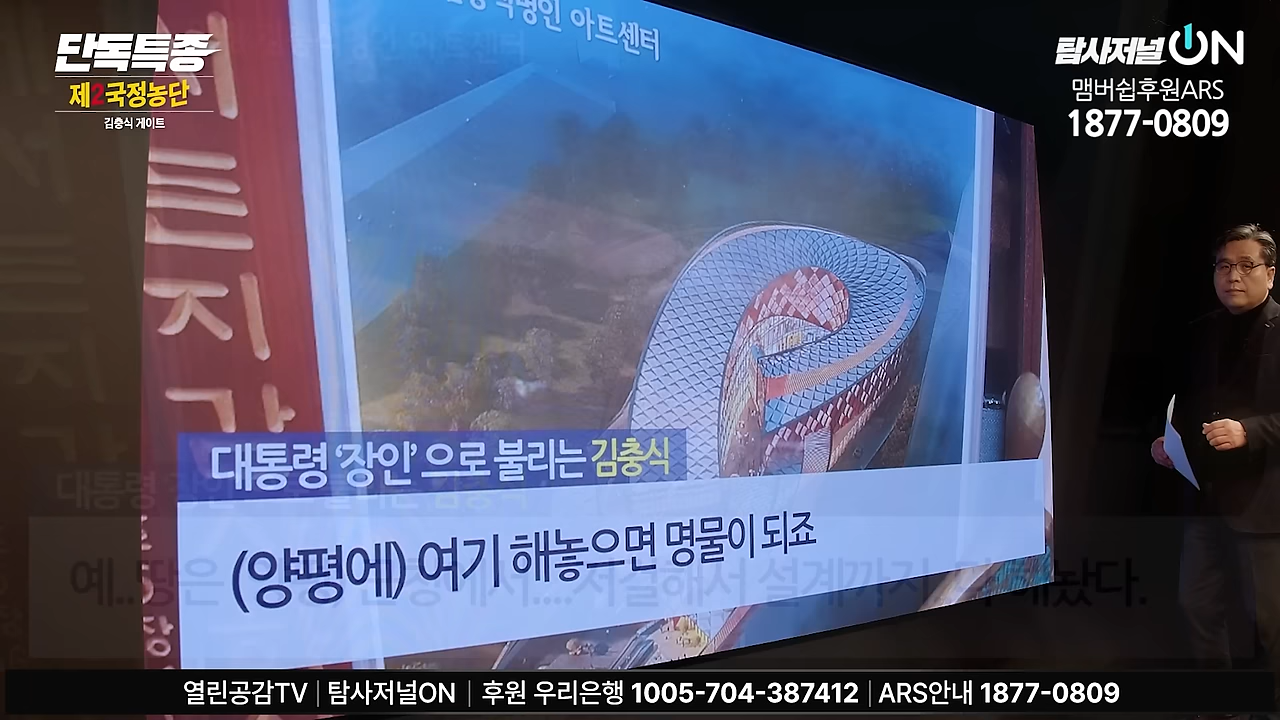 단독특종
제2국정농단
김충식 게이트
탐사저널ON
맴버쉽후원ARS
1877-0809
아트센터
든
지
대통령 '장인'으로 불리는 김충식
(양평에) 여기 해놓으면 명물이 되죠
열린공감TV | 탐사저널ON | 후원 우리은행 1005-704-387412 | ARS안내 1877-0809